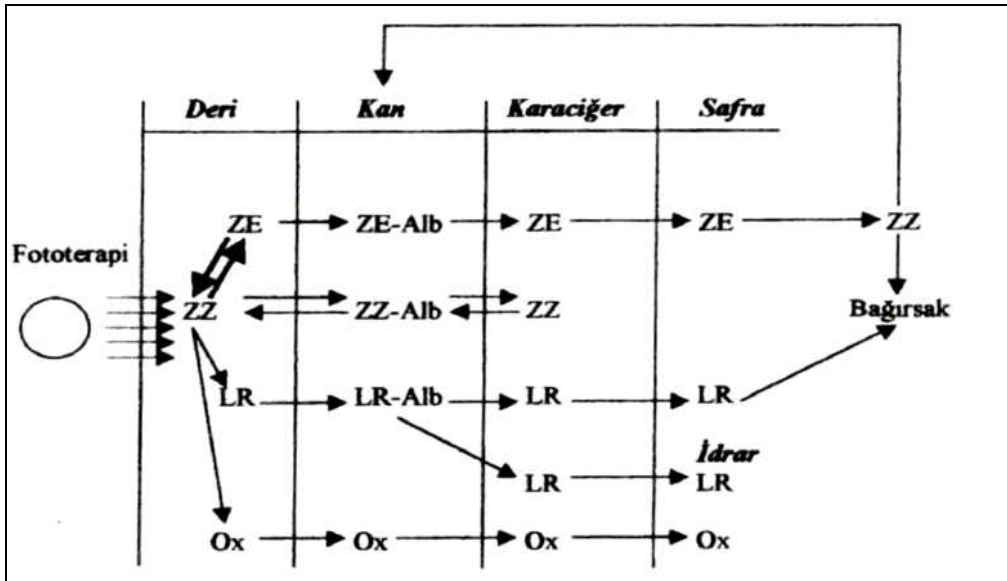 Deri Kan Karaciğer Safra
ZE ZE-Alb ZE ZE ZZ
Fototerapi
ZZ ZZ-Alb ZZ Bağırsak
LR LR-Alb LR LR
İdrar
LR LR
Ox Ox Ox Ox